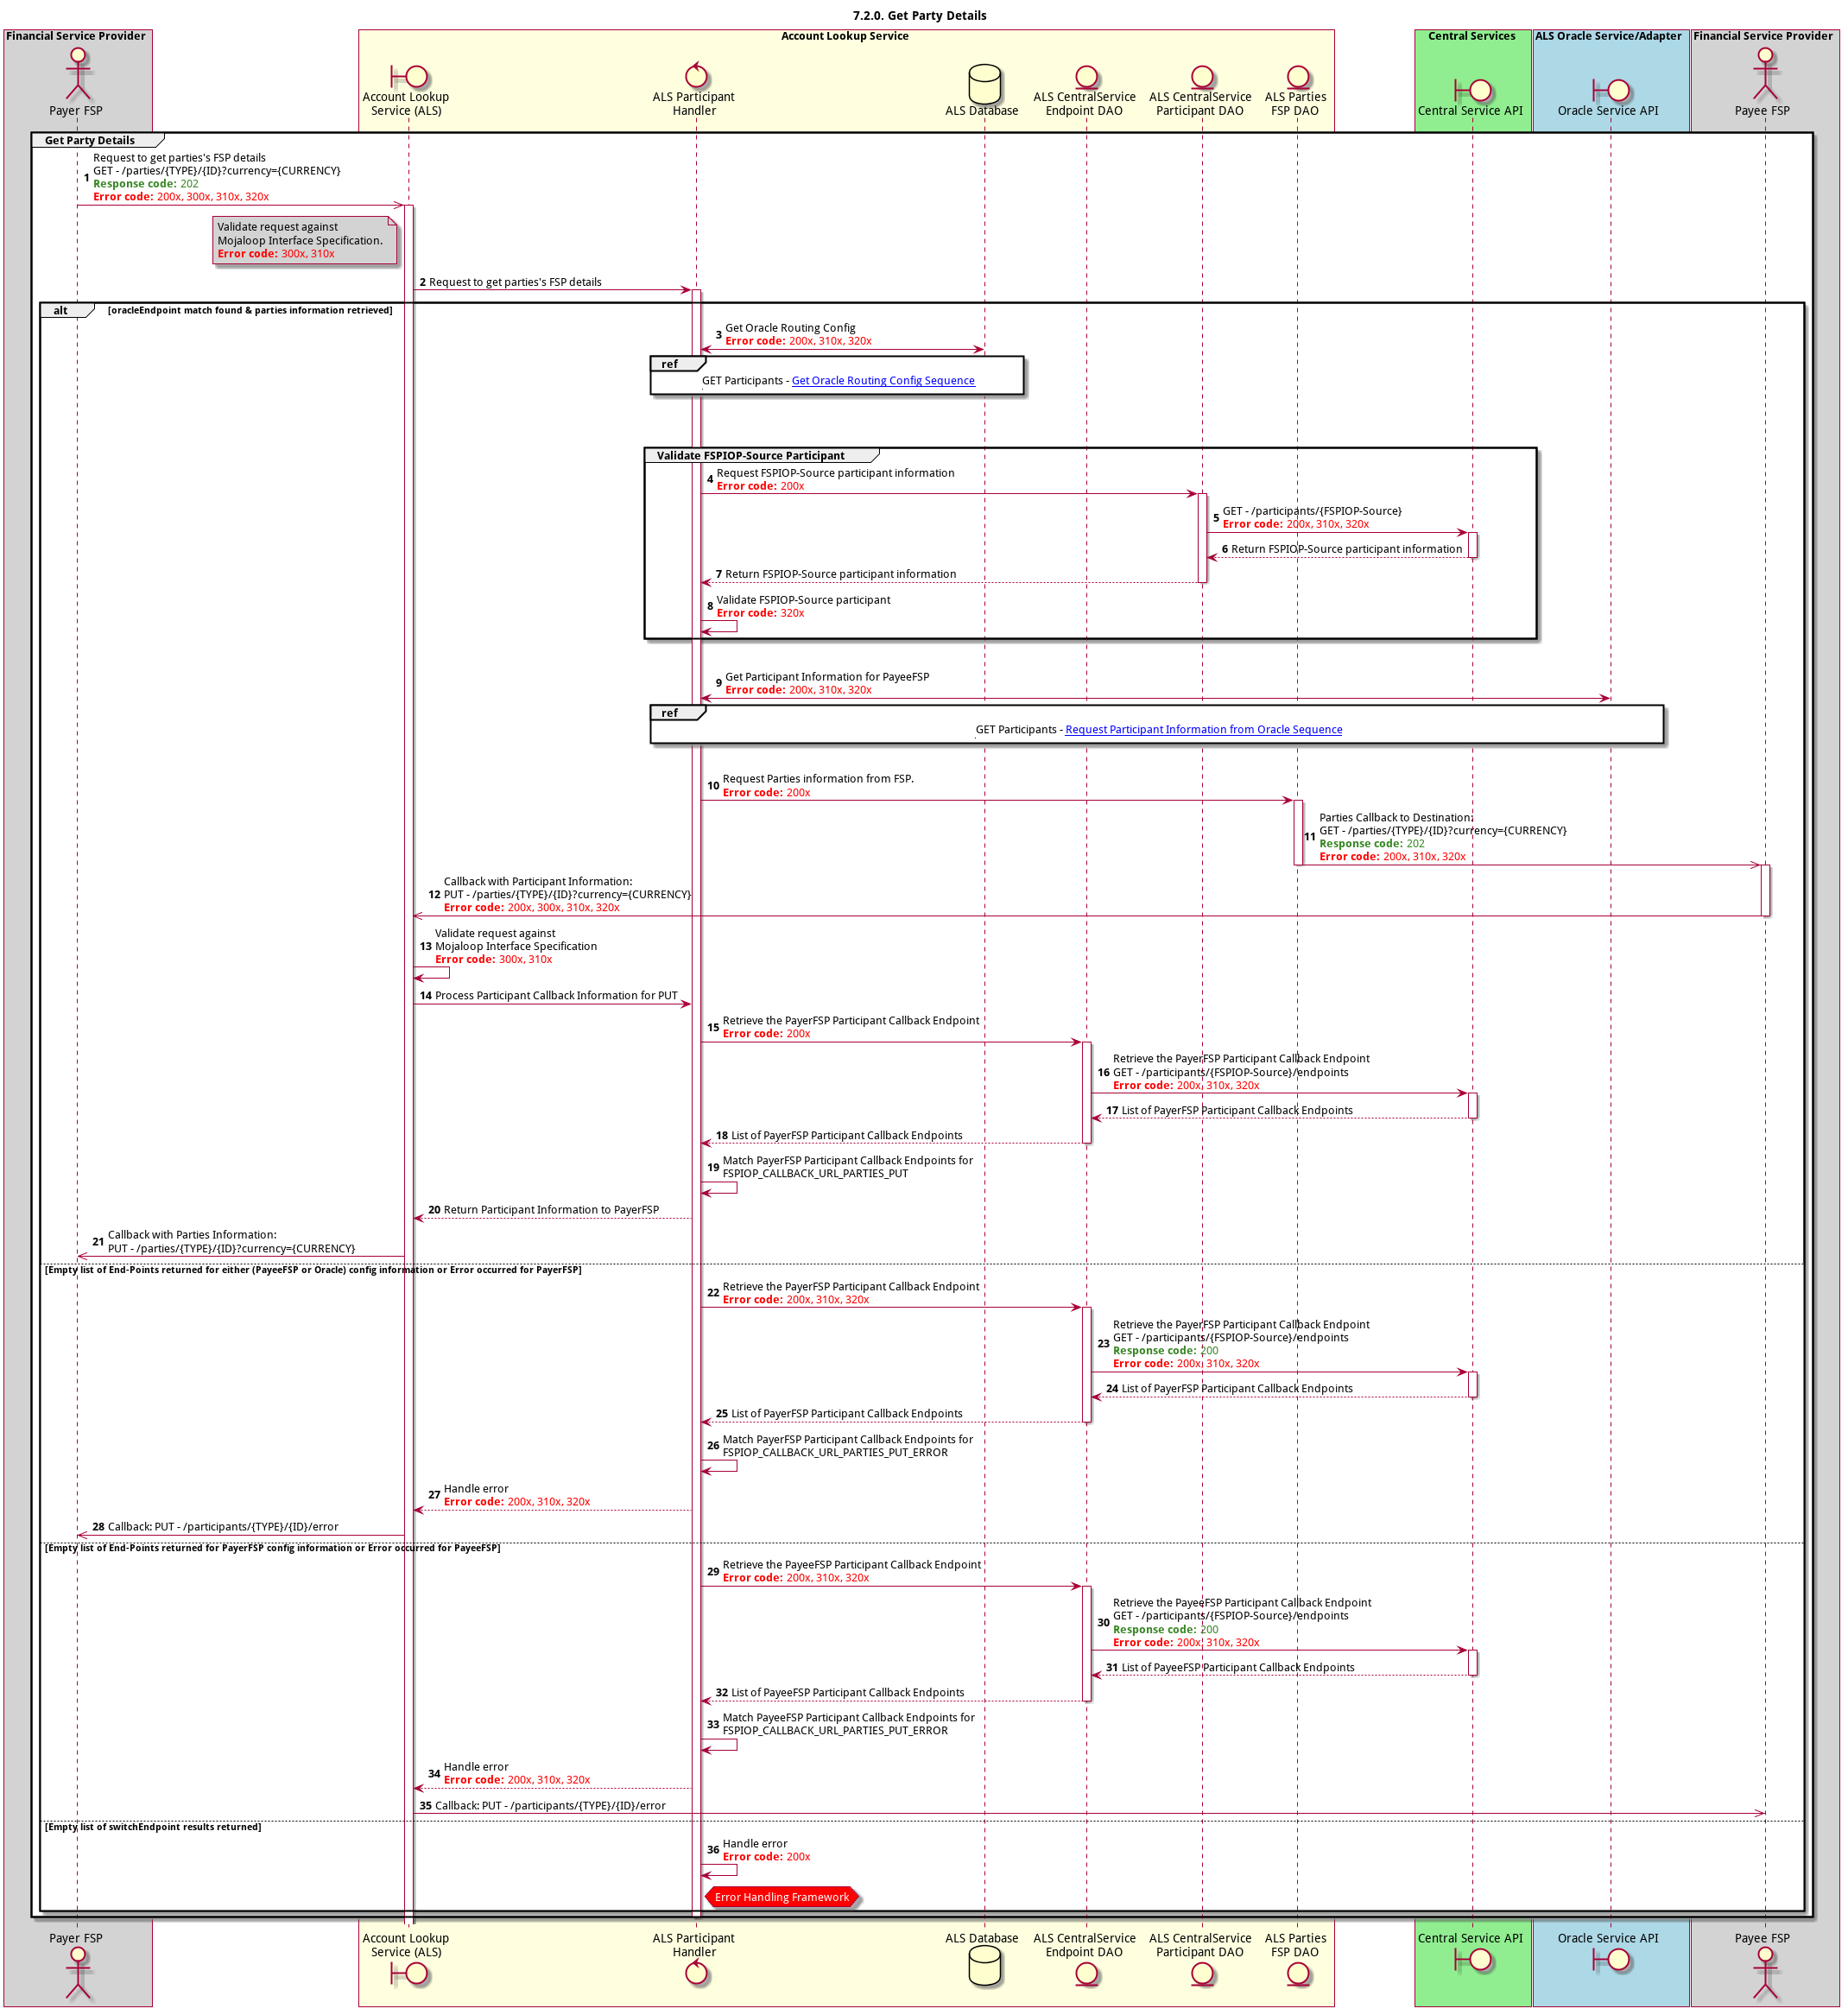 7.2.0. Get Party Details
Financial Service Provider
Account Lookup Service
Central Services
ALS Oracle Service/Adapter
Financial Service Provider
Payer FSP
Account Lookup
Service (ALS)
ALS Participant
Handler
ALS Database
ALS CentralService
Endpoint DAO
ALS CentralService
Participant DAO
ALS Parties
FSP DAO
Central Service API
Oracle Service API
Payee FSP
Get Party Details
1 Request to get parties's FSP details
GET - /parties/{TYPE}/{ID}?currency={CURRENCY}
Response code: 202
Error code: 200x, 300x, 310x, 320x
Validate request against
Mojaloop Interface Specification.
Error code: 300x, 310x
2 Request to get parties's FSP details
alt [oracleEndpoint match found & parties information retrieved]
3 Get Oracle Routing Config
Error code: 200x, 310x, 320x
ref
GET Participants - Get Oracle Routing Config Sequence
Validate FSPIOP-Source Participant
4 Request FSPIOP-Source participant information
Error code: 200x
5 GET - /participants/{FSPIOP-Source}
Error code: 200x, 310x, 320x
6 Return FSPIOP-Source participant information
7 Return FSPIOP-Source participant information
8 Validate FSPIOP-Source participant
Error code: 320x
9 Get Participant Information for PayeeFSP
Error code: 200x, 310x, 320x
ref
GET Participants - Request Participant Information from Oracle Sequence
10 Request Parties information from FSP.
Error code: 200x
11 Parties Callback to Destination:
GET - /parties/{TYPE}/{ID}?currency={CURRENCY}
Response code: 202
Error code: 200x, 310x, 320x
12 Callback with Participant Information:
PUT - /parties/{TYPE}/{ID}?currency={CURRENCY}
Error code: 200x, 300x, 310x, 320x
13 Validate request against
Mojaloop Interface Specification
Error code: 300x, 310x
14 Process Participant Callback Information for PUT
15 Retrieve the PayerFSP Participant Callback Endpoint
Error code: 200x
16 Retrieve the PayerFSP Participant Callback Endpoint
GET - /participants/{FSPIOP-Source}/endpoints
Error code: 200x, 310x, 320x
17 List of PayerFSP Participant Callback Endpoints
18 List of PayerFSP Participant Callback Endpoints
19 Match PayerFSP Participant Callback Endpoints for
FSPIOP_CALLBACK_URL_PARTIES_PUT
20 Return Participant Information to PayerFSP
21 Callback with Parties Information:
PUT - /parties/{TYPE}/{ID}?currency={CURRENCY}
[Empty list of End-Points returned for either (PayeeFSP or Oracle) config information or Error occurred for PayerFSP]
22 Retrieve the PayerFSP Participant Callback Endpoint
Error code: 200x, 310x, 320x
23 Retrieve the PayerFSP Participant Callback Endpoint
GET - /participants/{FSPIOP-Source}/endpoints
Response code: 200
Error code: 200x, 310x, 320x
24 List of PayerFSP Participant Callback Endpoints
25 List of PayerFSP Participant Callback Endpoints
26 Match PayerFSP Participant Callback Endpoints for
FSPIOP_CALLBACK_URL_PARTIES_PUT_ERROR
27 Handle error
Error code: 200x, 310x, 320x
28 Callback: PUT - /participants/{TYPE}/{ID}/error
[Empty list of End-Points returned for PayerFSP config information or Error occurred for PayeeFSP]
29 Retrieve the PayeeFSP Participant Callback Endpoint
Error code: 200x, 310x, 320x
30 Retrieve the PayeeFSP Participant Callback Endpoint
GET - /participants/{FSPIOP-Source}/endpoints
Response code: 200
Error code: 200x, 310x, 320x
31 List of PayeeFSP Participant Callback Endpoints
32 List of PayeeFSP Participant Callback Endpoints
33 Match PayeeFSP Participant Callback Endpoints for
FSPIOP_CALLBACK_URL_PARTIES_PUT_ERROR
34 Handle error
Error code: 200x, 310x, 320x
35 Callback: PUT - /participants/{TYPE}/{ID}/error
[Empty list of switchEndpoint results returned]
36 Handle error
Error code: 200x
Error Handling Framework
Payer FSP
Account Lookup
Service (ALS)
ALS Participant
Handler
ALS Database
ALS CentralService
Endpoint DAO
ALS CentralService
Participant DAO
ALS Parties
FSP DAO
Central Service API
Oracle Service API
Payee FSP